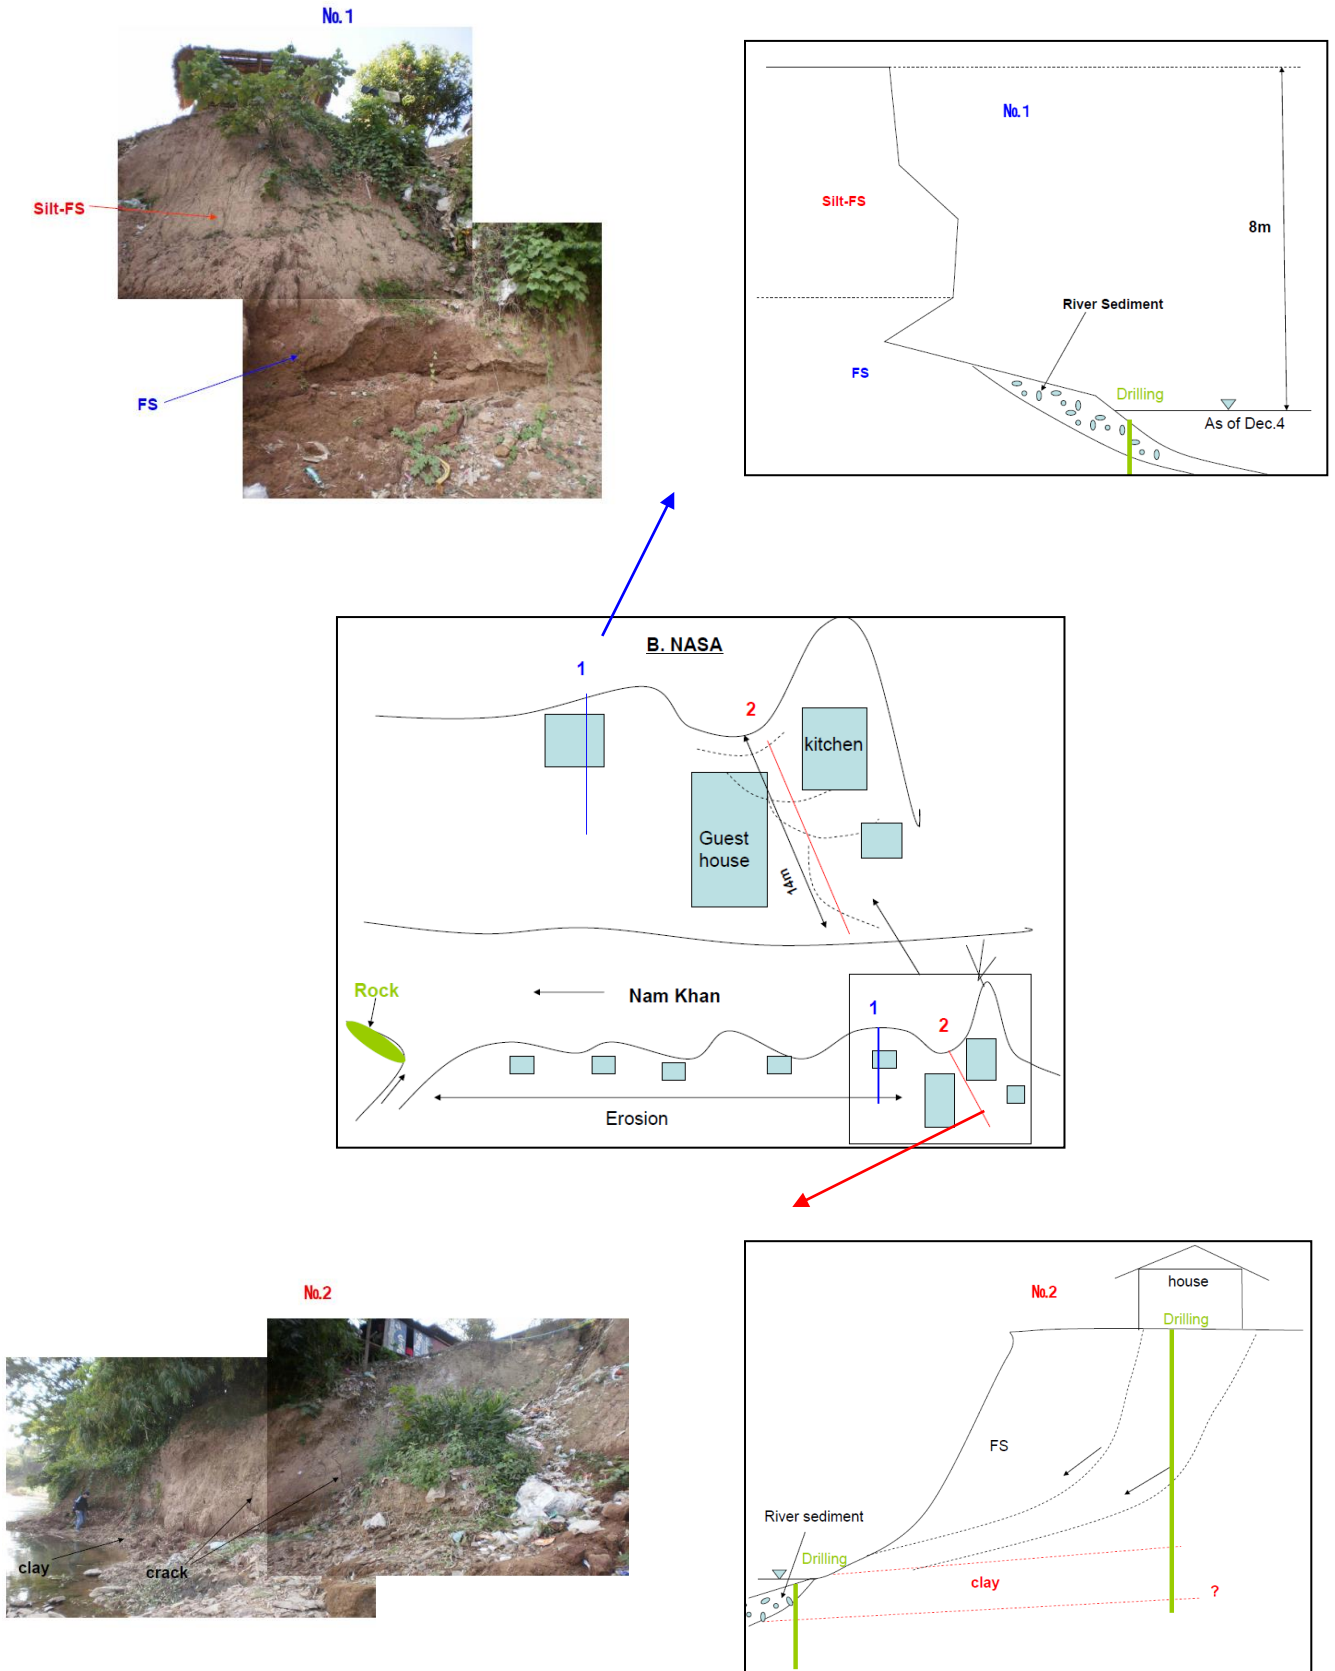 No.1
Silt-FS
FS
No.1
Silt-FS
8m
River Sediment
FS
Drilling
As of Dec.4
B. NASA
1
2
kitchen
Guest
house
14m
Rock
Nam Khan
1
2
Erosion
No.2
clay
crack
No.2
house
Drilling
FS
River sediment
Drilling
clay
?